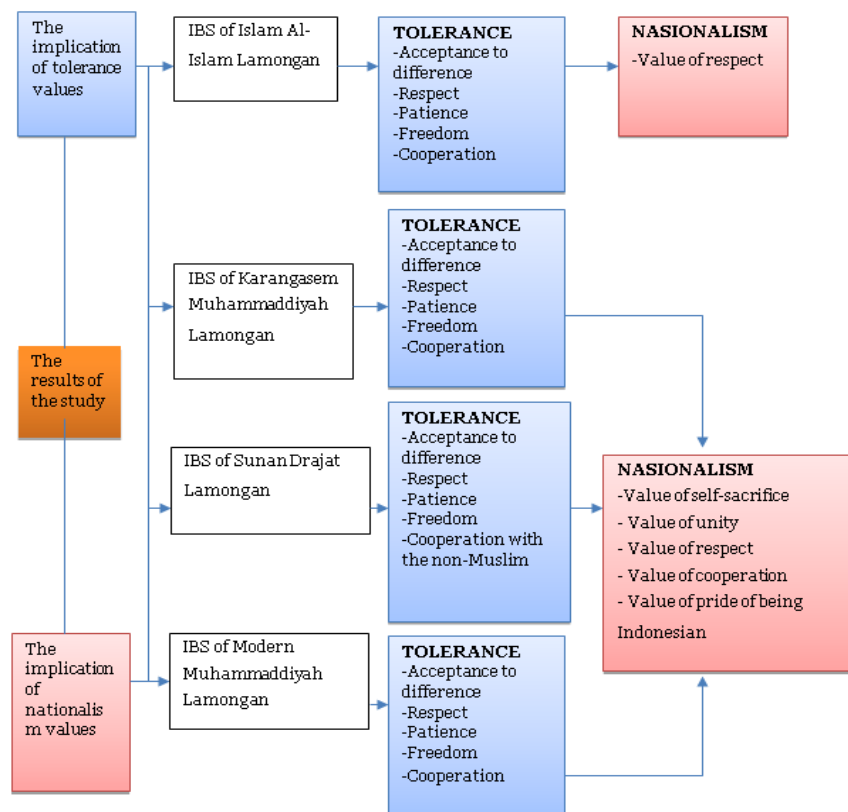 The
implication
of tolerance
values
IBS of Islam Al-
Islam Lamongan
TOLERANCE
-Acceptance to
difference
-Respect
-Patience
-Freedom
-Cooperation
NASIONALISM
-Value of respect
IBS of Karangasem
Muhammaddiyah
Lamongan
TOLERANCE
-Acceptance to
difference
-Respect
-Patience
-Freedom
-Cooperation
The
results of
the study
IBS of Sunan Drajat
Lamongan
TOLERANCE
-Acceptance to
difference
-Respect
-Patience
-Freedom
-Cooperation with
the non-Muslim
NASIONALISM
-Value of self-sacrifice
- Value of unity
- Value of respect
- Value of cooperation
- Value of pride of being
Indonesian
The
implication
of
nationalis
m values
IBS of Modern
Muhammaddiyah
Lamongan
TOLERANCE
-Acceptance to
difference
-Respect
-Patience
-Freedom
-Cooperation